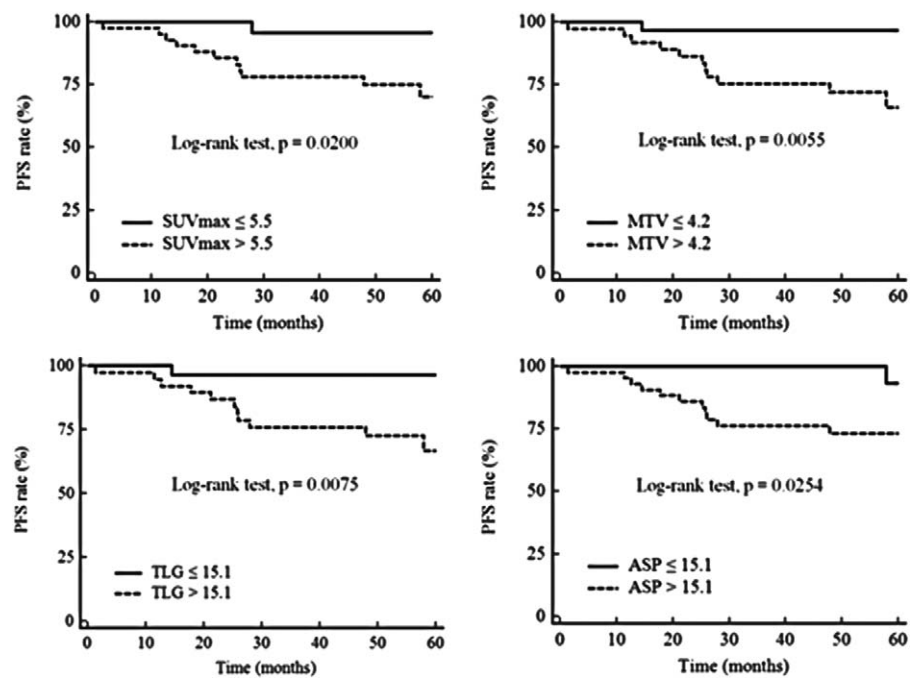 100
75
50
25
0
PFS rate (%)
Log-rank test, p = 0.0200
SUVmax ≤ 5.5
SUVmax > 5.5
0 10 20 30 40 50 60
Time (months)
100
75
50
25
0
PFS rate (%)
Log-rank test, p = 0.0055
MTV ≤ 4.2
MTV > 4.2
0 10 20 30 40 50 60
Time (months)
100
75
50
25
0
PFS rate (%)
Log-rank test, p = 0.0075
TLG ≤ 15.1
TLG > 15.1
0 10 20 30 40 50 60
Time (months)
100
75
50
25
0
PFS rate (%)
Log-rank test, p = 0.0254
ASP ≤ 15.1
ASP > 15.1
0 10 20 30 40 50 60
Time (months)